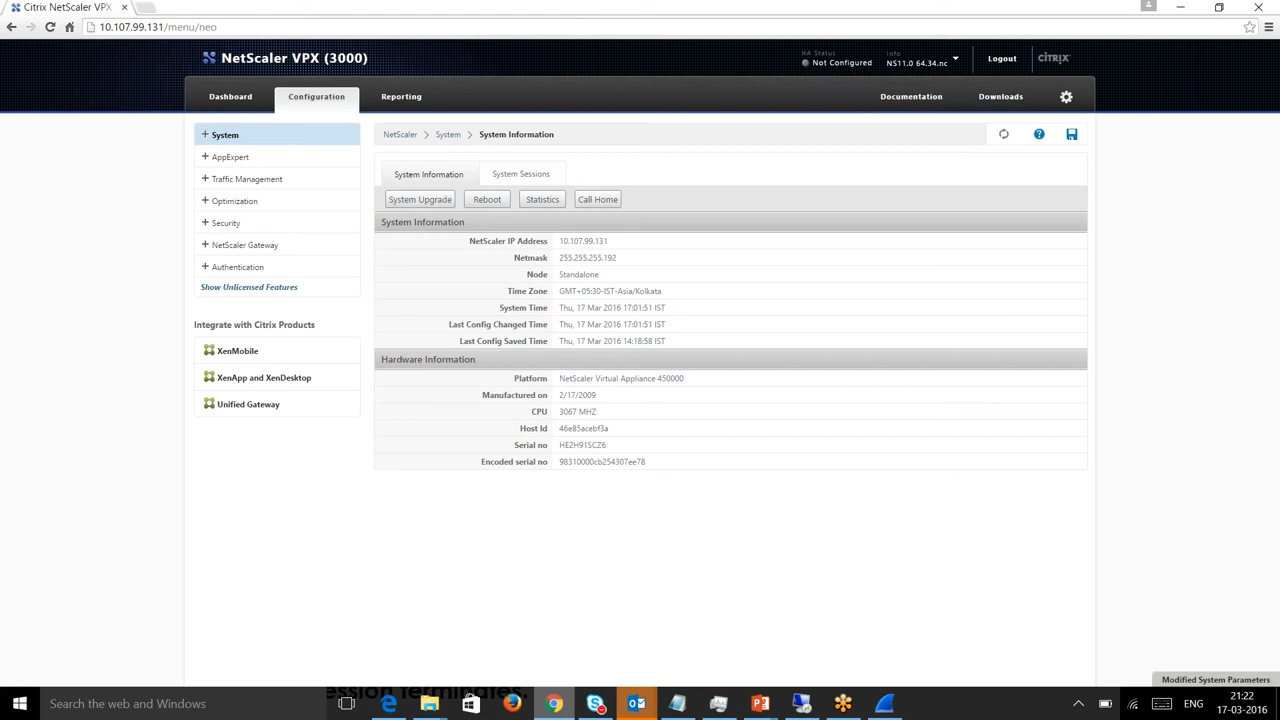 Citrix NetScaler VPX
10.107.99.131/menu/neo
NetScaler VPX (3000)
HA Status
Not Configured
Info
NS11.0 64.34.nc
Logout
CITRIX
Dashboard
Configuration
Reporting
Documentation
Downloads
+ System
+ AppExpert
+ Traffic Management
+ Optimization
+ Security
+ NetScaler Gateway
+ Authentication
Show Unlicensed Features
Integrate with Citrix Products
XenMobile
XenApp and XenDesktop
Unified Gateway
NetScaler > System > System Information
System Information
System Sessions
System Upgrade
Reboot
Statistics
Call Home
System Information
NetScaler IP Address 10.107.99.131
Netmask 255.255.255.192
Node Standalone
Time Zone GMT+05:30-IST-Asia/Kolkata
System Time Thu, 17 Mar 2016 17:01:51 IST
Last Config Changed Time Thu, 17 Mar 2016 17:01:51 IST
Last Config Saved Time Thu, 17 Mar 2016 14:18:58 IST
Hardware Information
Platform NetScaler Virtual Appliance 450000
Manufactured on 2/17/2009
CPU 3067 MHZ
Host Id 46e85acebf3a
Serial no HE2H91SCZ6
Encoded serial no 98310000cb254307ee78
Modified System Parameters
Search the web and Windows
ession terminates.
ENG
21:22
17-03-2016